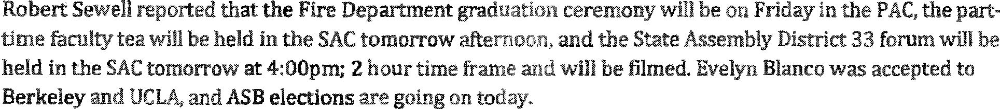 Robert Sewell reported that the Fire Department graduation ceremony will be on Friday in the PAC, the part-
time faculty tea will be held in the SAC tomorrow afternoon, and the State Assembly District 33 forum will be
held in the SAC tomorrow at 4:00pm; 2 hour time frame and will be filmed. Evelyn Blanco was accepted to
Berkeley and UCLA, and ASB elections are going on today.